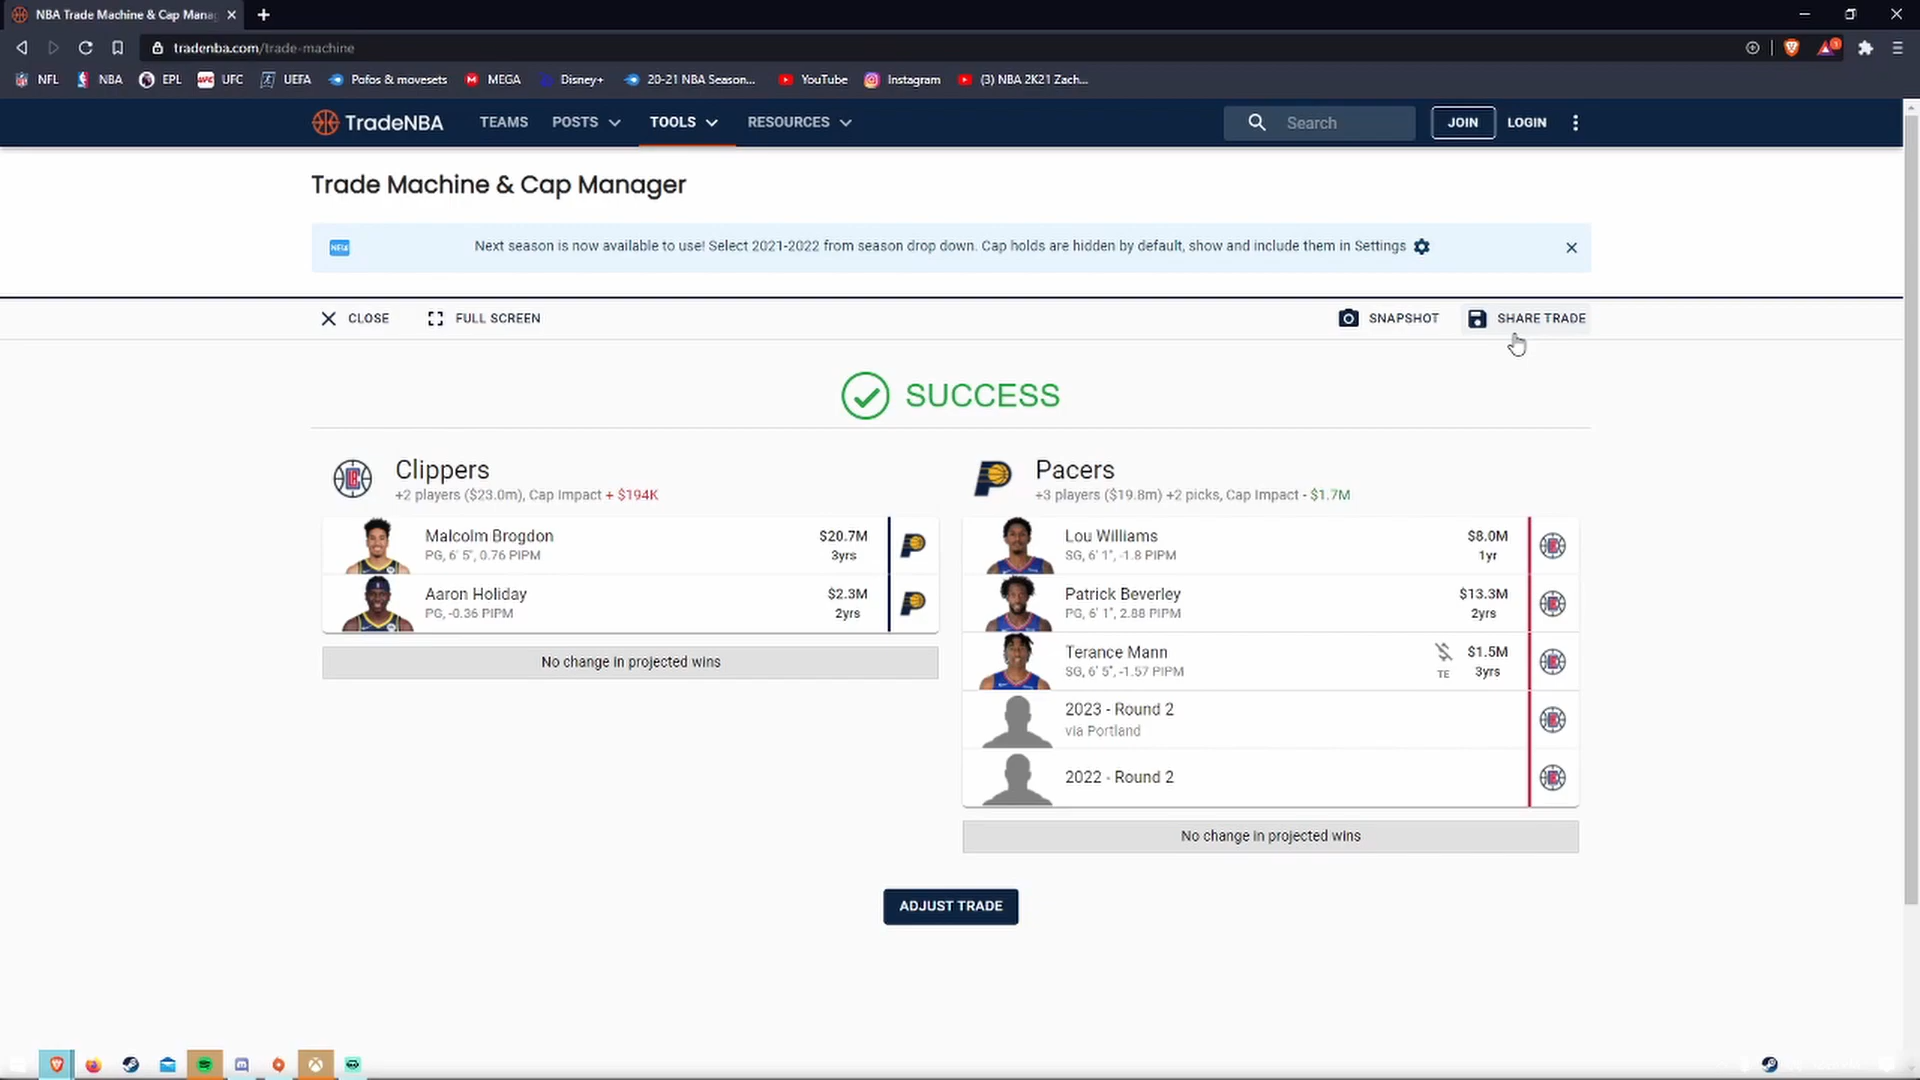 NBA Trade Machine & Cap Mana
tradenba.com/trade-machine
NFL NBA EPL UFC UEFA Pofos & movesets MEGA Disney+ 20-21 NBA Season... YouTube Instagram (3) NBA 2K21 Zach...
TradeNBA TEAMS POSTS TOOLS RESOURCES Search JOIN LOGIN
Trade Machine & Cap Manager
NEW Next season is now available to use! Select 2021-2022 from season drop down. Cap holds are hidden by default, show and include them in Settings
CLOSE FULL SCREEN SNAPSHOT SHARE TRADE
SUCCESS
Clippers
+2 players ($23.0m), Cap Impact + $194K
Malcolm Brogdon $20.7M
PG, 6' 5", 0.76 PIPM 3yrs
Aaron Holiday $2.3M
PG, -0.36 PIPM 2yrs
No change in projected wins
Pacers
+3 players ($19.8m) +2 picks, Cap Impact - $1.7M
Lou Williams $8.0M
SG, 6' 1", -1.8 PIPM 1yr
Patrick Beverley $13.3M
PG, 6' 1", 2.88 PIPM 2yrs
Terance Mann $1.5M
SG, 6' 5", -1.57 PIPM TE 3yrs
2023 - Round 2
via Portland
2022 - Round 2
No change in projected wins
ADJUST TRADE